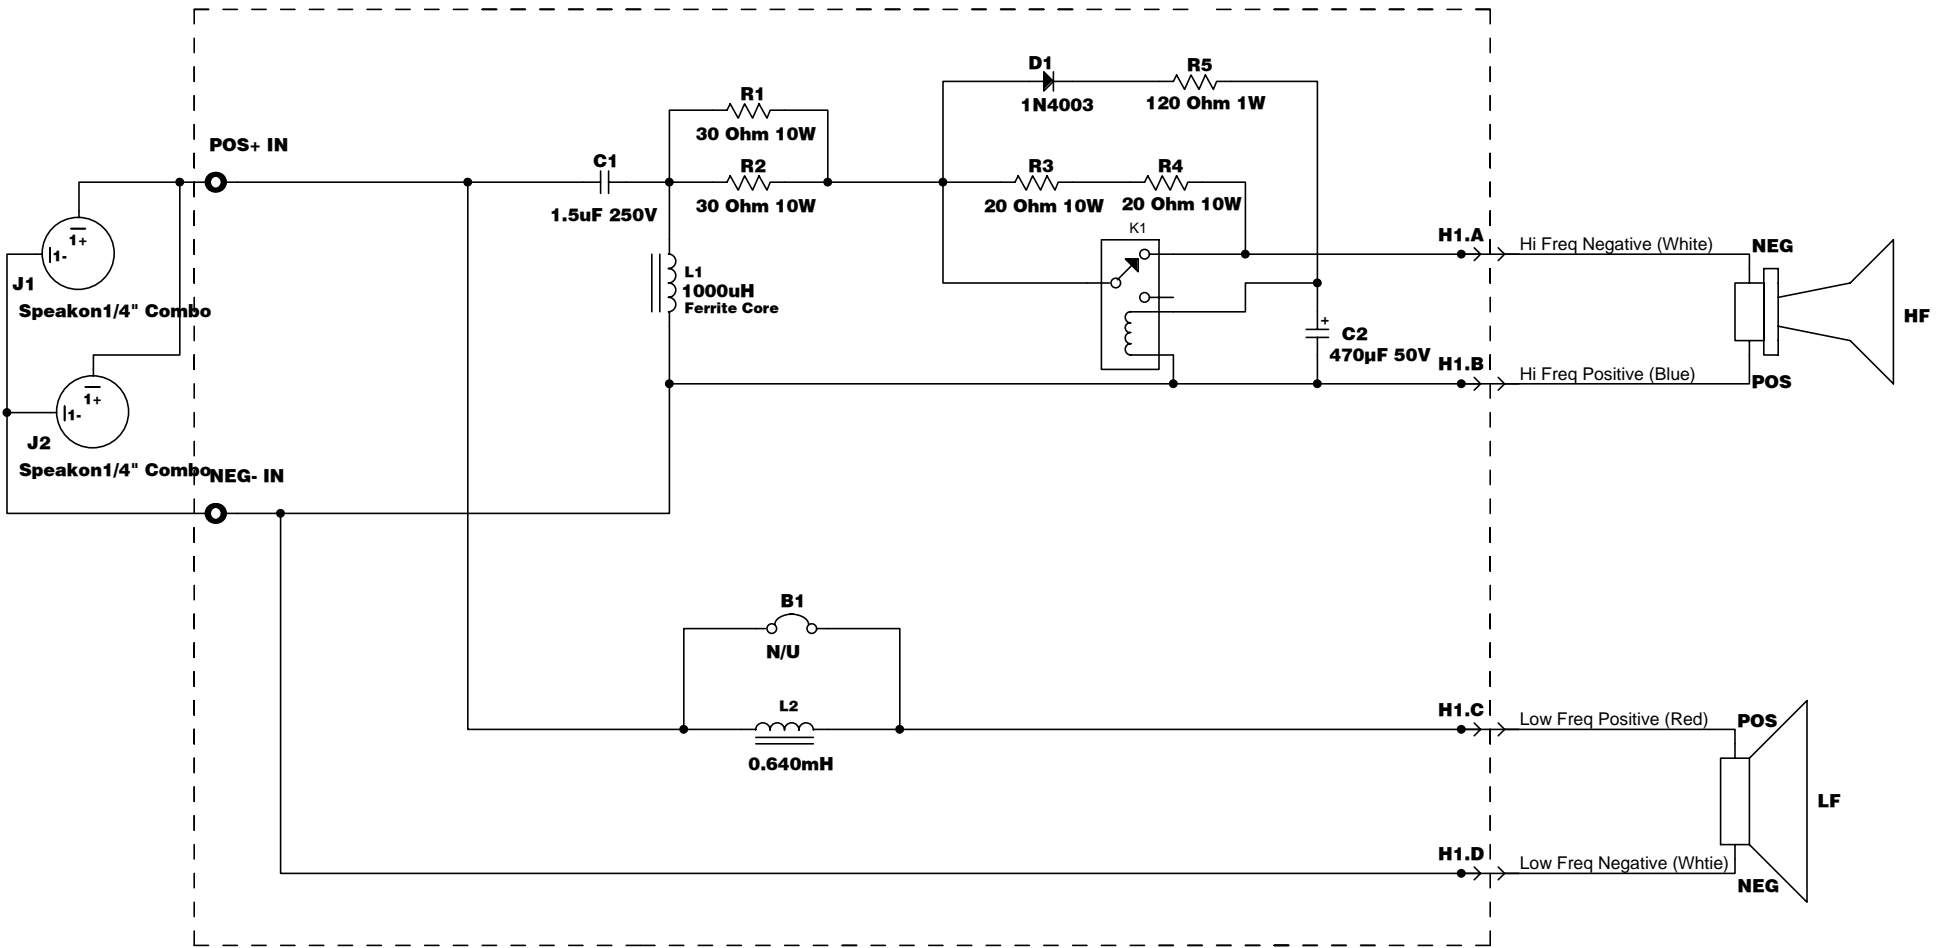 D1
1N4003
R5
120 Ohm 1W
R1
30 Ohm 10W
POS+ IN
C1
1.5uF 250V
R2
30 Ohm 10W
R3
20 Ohm 10W
R4
20 Ohm 10W
K1
1+
1-
J1
Speakon1/4" Combo
L1
1000uH
Ferrite Core
H1.A
Hi Freq Negative (White)
NEG
HF
+
C2
470µF 50V
H1.B
Hi Freq Positive (Blue)
POS
1+
1-
J2
Speakon1/4" Combo
NEG- IN
B1
N/U
L2
0.640mH
H1.C
Low Freq Positive (Red)
POS
LF
H1.D
Low Freq Negative (Whtie)
NEG